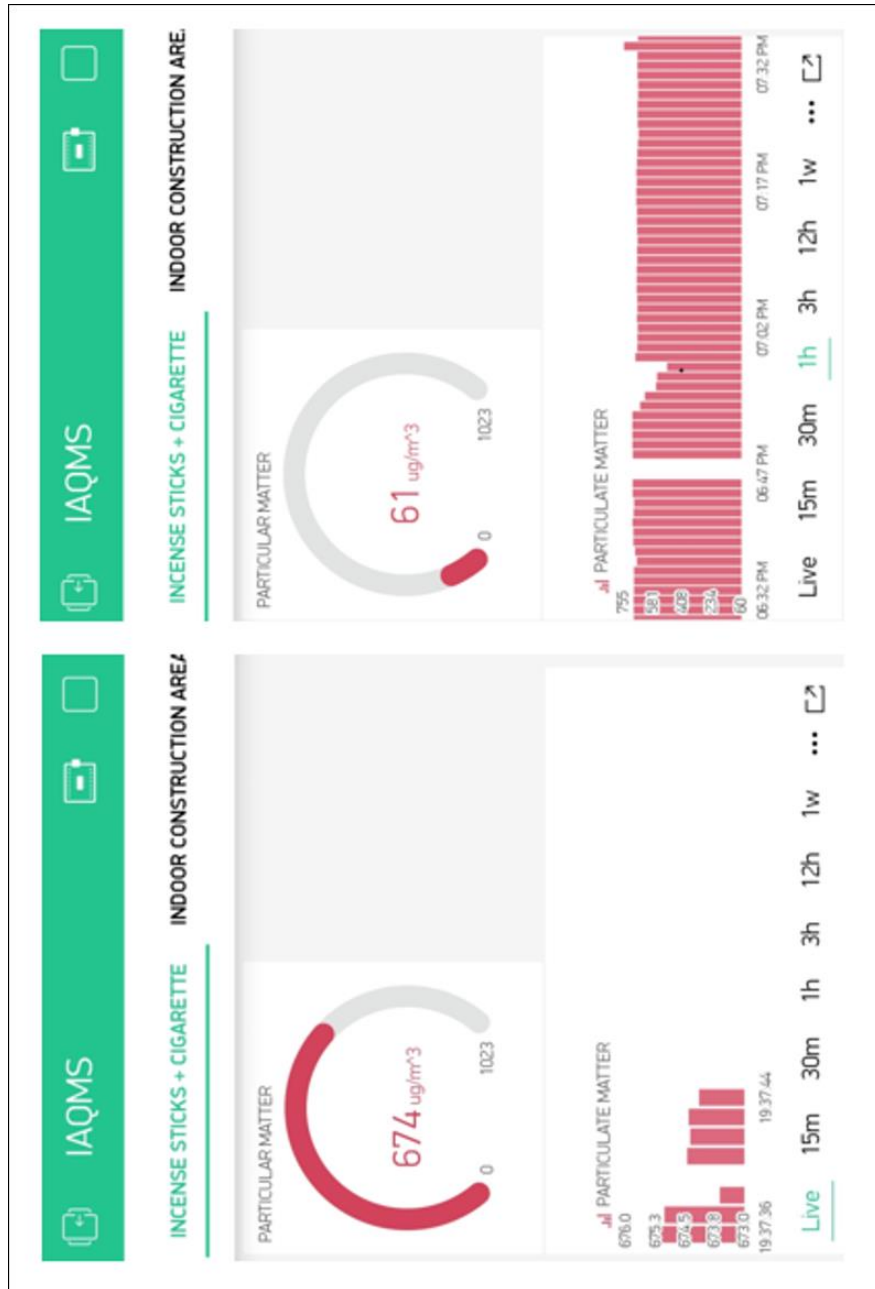 IAQMS
INCENSE STICKS + CIGARETTE INDOOR CONSTRUCTION AREA
PARTICULAR MATTER
674 ug/m^3
0 1023
PARTICULATE MATTER
676.0
675.3
674.5
673.8
673.0
19:37:36 19:37:44
Live 15m 30m 1h 3h 12h 1w ...
IAQMS
INCENSE STICKS + CIGARETTE INDOOR CONSTRUCTION ARE
PARTICULAR MATTER
61 ug/m^3
0 1023
PARTICULATE MATTER
755
581
408
234
60
06:32 PM 06:47 PM 07:02 PM 07:17 PM 07:32 PM
Live 15m 30m 1h 3h 12h 1w ...